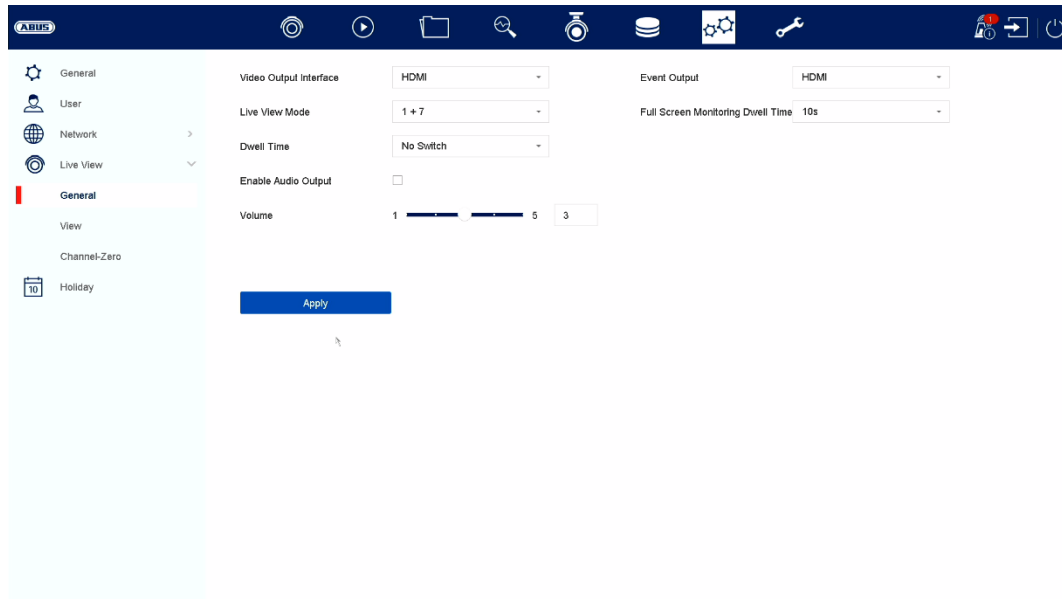 ABUS
1
General
User
Network
Live View
General
View
Channel-Zero
10 Holiday
Video Output Interface HDMI Event Output HDMI
Live View Mode 1 + 7 Full Screen Monitoring Dwell Time 10s
Dwell Time No Switch
Enable Audio Output
Volume 1 5 3
Apply